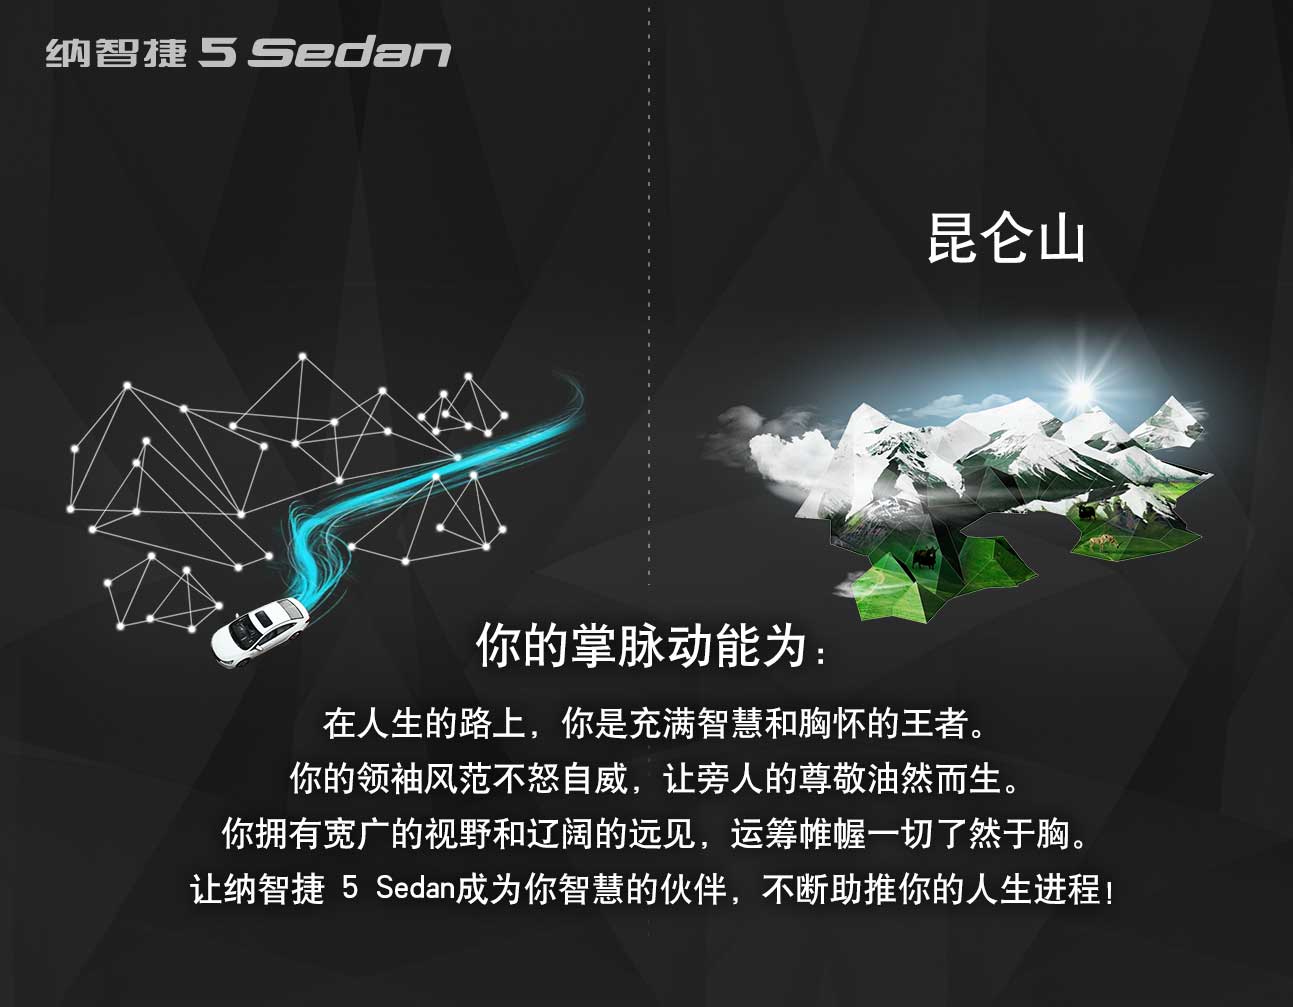 纳智捷 5 Sedan
昆仑山
你的掌脉动能为：
在人生的路上，你是充满智慧和胸怀的王者。
你的领袖风范不怒自威，让旁人的尊敬油然而生。
你拥有宽广的视野和辽阔的远见，运筹帷幄一切了然于胸。
让纳智捷 5 Sedan成为你智慧的伙伴，不断助推你的人生进程！